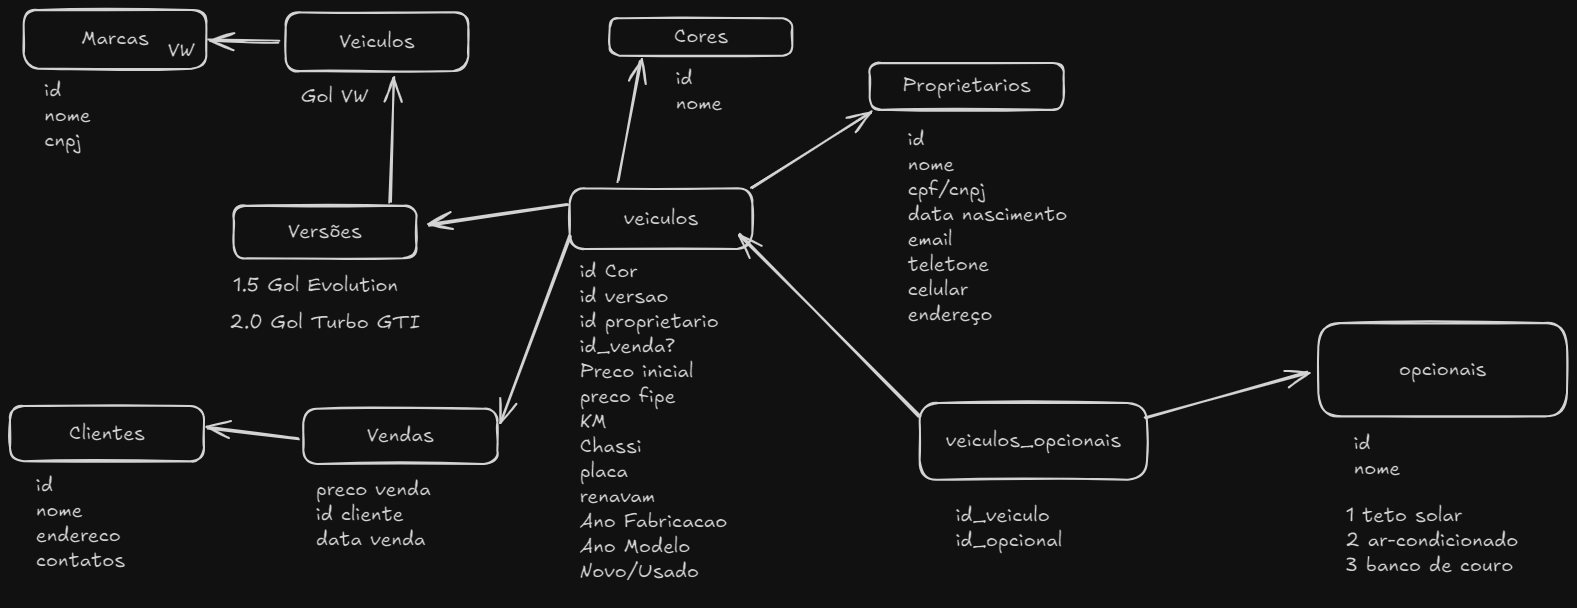 Marcas
VW
id
nome
cnpj
Veiculos
Gol VW
Cores
id
nome
Proprietarios
id
nome
cpf/cnpj
data nascimento
email
teletone
celular
endereço
Versões
1.5 Gol Evolution
2.0 Gol Turbo GTI
veiculos
id Cor
id versao
id proprietario
id_venda?
Preco inicial
preco fipe
KM
Chassi
placa
renavam
Ano Fabricacao
Ano Modelo
Novo/Usado
Clientes
id
nome
endereco
contatos
Vendas
preco venda
id cliente
data venda
veiculos_opcionais
id_veiculo
id_opcional
opcionais
id
nome
1 teto solar
2 ar-condicionado
3 banco de couro